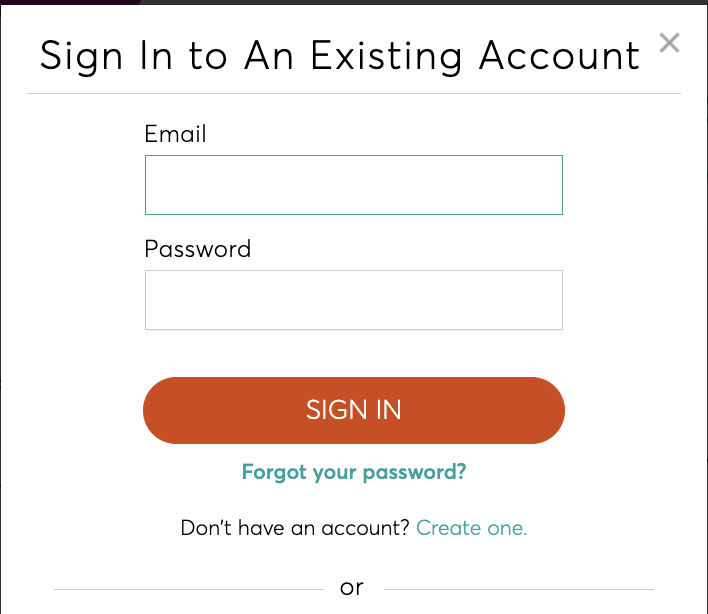 Sign In to An Existing Account
Email
Password
SIGN IN
Forgot your password?
Don't have an account? Create one.
or